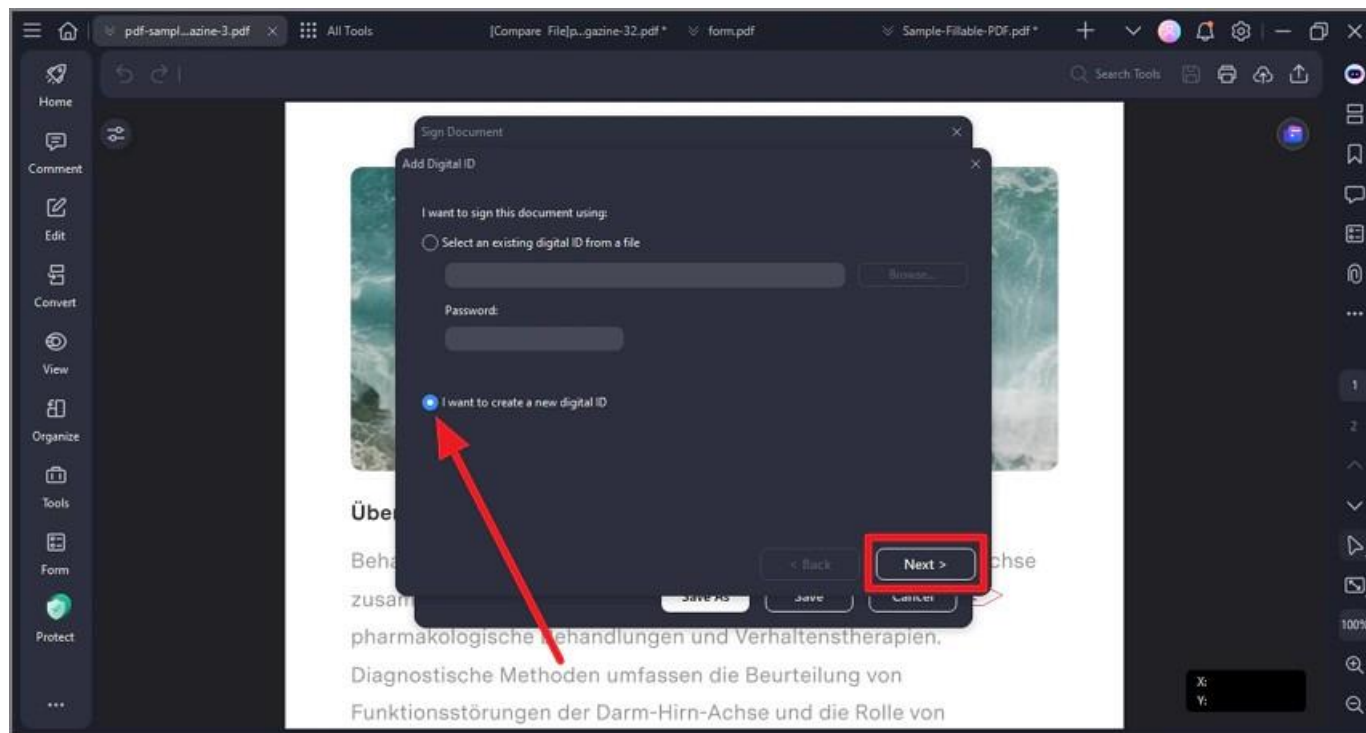 pdf-sampl...azine-3.pdf
All Tools
[Compare File]p...gazine-32.pdf *
form.pdf
Sample-Fillable-PDF.pdf *
Search Tools
Home
Comment
Edit
Convert
View
Organize
Tools
Form
Protect
Sign Document
Add Digital ID
I want to sign this document using:
Select an existing digital ID from a file
Browse...
Password:
I want to create a new digital ID
< Back
Next >
Save As
Save
Cancel
Über
Beha chse
zusam
pharmakologische Behandlungen und Verhaltenstherapien.
Diagnostische Methoden umfassen die Beurteilung von
Funktionsstörungen der Darm-Hirn-Achse und die Rolle von
1
2
100%
X:
Y: